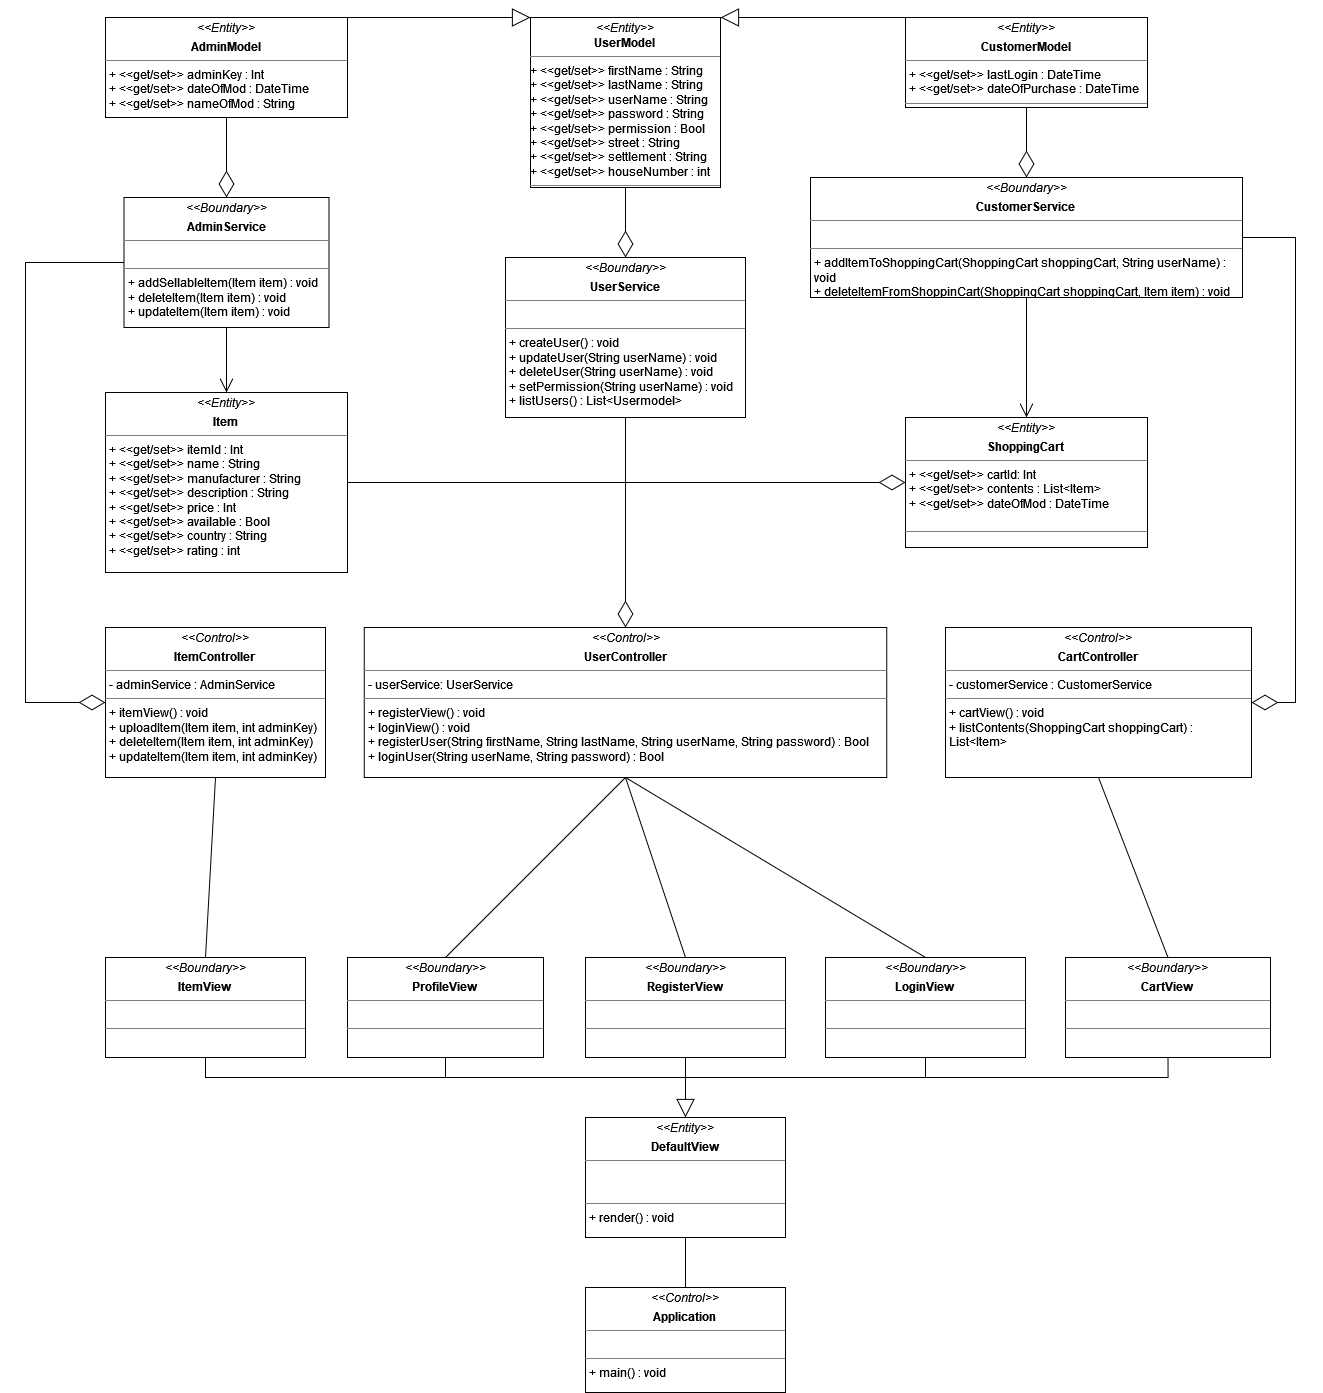 <<Entity>>
AdminModel
+ <<get/set>> adminKey : Int
+ <<get/set>> dateOfMod : DateTime
+ <<get/set>> nameOfMod : String
<<Entity>>
UserModel
+ <<get/set>> firstName : String
+ <<get/set>> lastName : String
+ <<get/set>> userName : String
+ <<get/set>> password : String
+ <<get/set>> permission : Bool
+ <<get/set>> street : String
+ <<get/set>> settlement : String
+ <<get/set>> houseNumber : int
<<Entity>>
CustomerModel
+ <<get/set>> lastLogin : DateTime
+ <<get/set>> dateOfPurchase : DateTime
<<Boundary>>
AdminService
+ addSellableItem(Item item) : void
+ deleteItem(Item item) : void
+ updateItem(Item item) : void
<<Boundary>>
UserService
+ createUser() : void
+ updateUser(String userName) : void
+ deleteUser(String userName) : void
+ setPermission(String userName) : void
+ listUsers() : List<Usermodel>
<<Boundary>>
CustomerService
+ addItemToShoppingCart(ShoppingCart shoppingCart, String userName) :
void
+ deleteItemFromShoppinCart(ShoppingCart shoppingCart, Item item) : void
<<Entity>>
Item
+ <<get/set>> itemId : Int
+ <<get/set>> name : String
+ <<get/set>> manufacturer : String
+ <<get/set>> description : String
+ <<get/set>> price : Int
+ <<get/set>> available : Bool
+ <<get/set>> country : String
+ <<get/set>> rating : int
<<Entity>>
ShoppingCart
+ <<get/set>> cartId: Int
+ <<get/set>> contents : List<Item>
+ <<get/set>> dateOfMod : DateTime
<<Control>>
ItemController
- adminService : AdminService
+ itemView() : void
+ uploadItem(Item item, int adminKey)
+ deleteItem(Item item, int adminKey)
+ updateItem(Item item, int adminKey)
<<Control>>
UserController
- userService: UserService
+ registerView() : void
+ loginView() : void
+ registerUser(String firstName, String lastName, String userName, String password) : Bool
+ loginUser(String userName, String password) : Bool
<<Control>>
CartController
- customerService : CustomerService
+ cartView() : void
+ listContents(ShoppingCart shoppingCart) :
List<Item>
<<Boundary>>
ItemView
<<Boundary>>
ProfileView
<<Boundary>>
RegisterView
<<Boundary>>
LoginView
<<Boundary>>
CartView
<<Entity>>
DefaultView
+ render() : void
<<Control>>
Application
+ main() : void